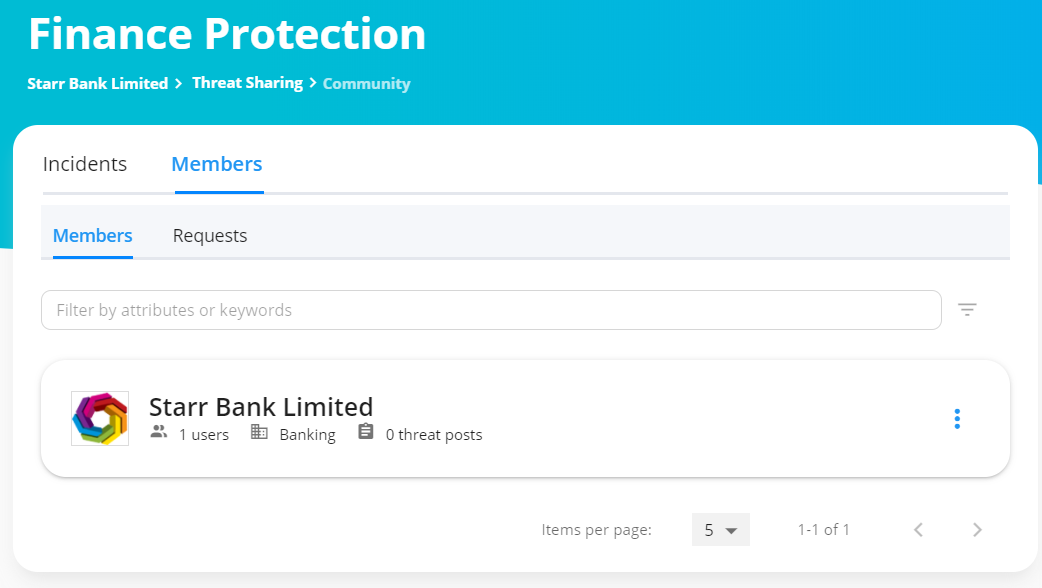 Finance Protection
Starr Bank Limited > Threat Sharing > Community
Incidents Members
Members Requests
Filter by attributes or keywords
Starr Bank Limited
1 users Banking 0 threat posts
Items per page: 5 1-1 of 1